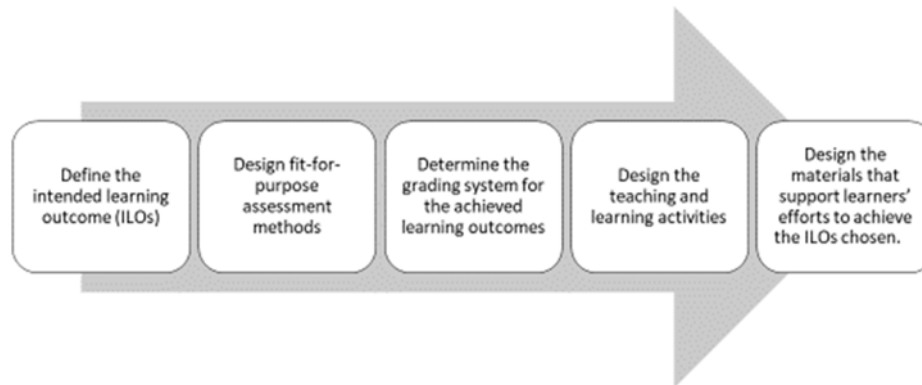 Define the
intended learning
outcome (ILOs)
Design fit-for-
purpose
assessment
methods
Determine the
grading system for
the achieved
learning outcomes
Design the
teaching and
learning activities
Design the
materials that
support learners'
efforts to achieve
the ILOs chosen.